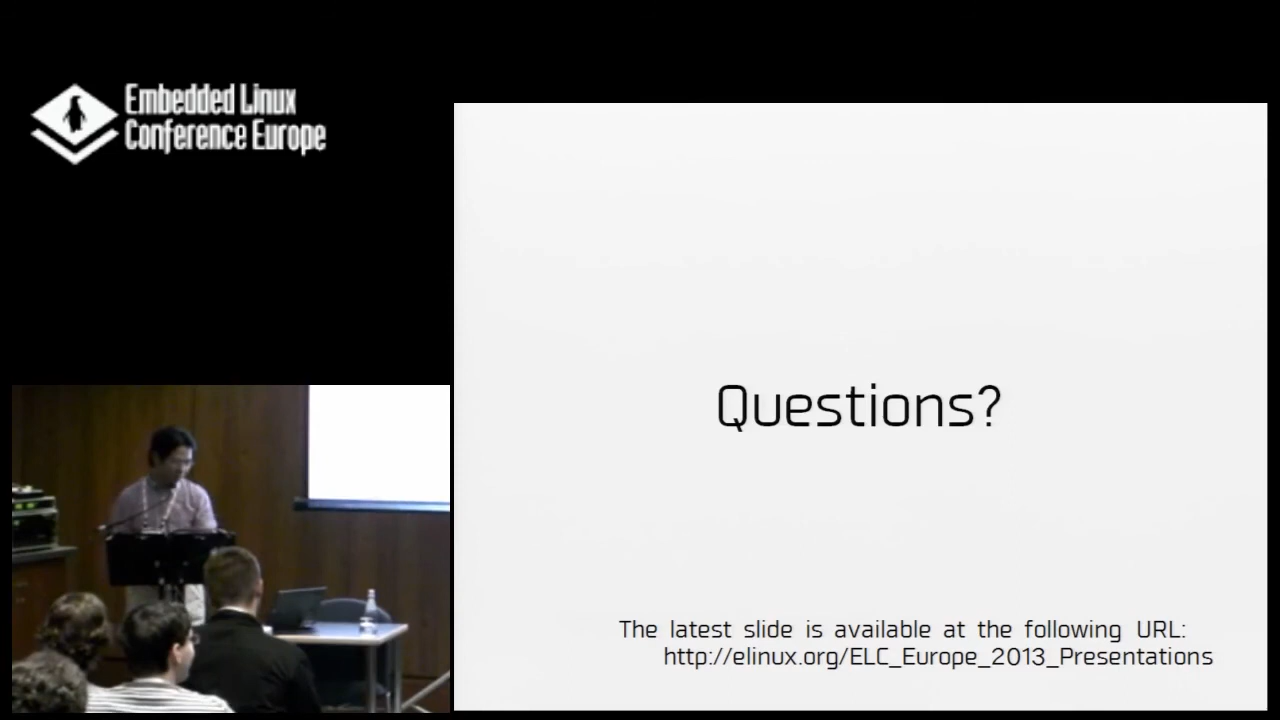 Embedded Linux
Conference Europe
Questions?
The latest slide is available at the following URL:
http://elinux.org/ELC_Europe_2013_Presentations